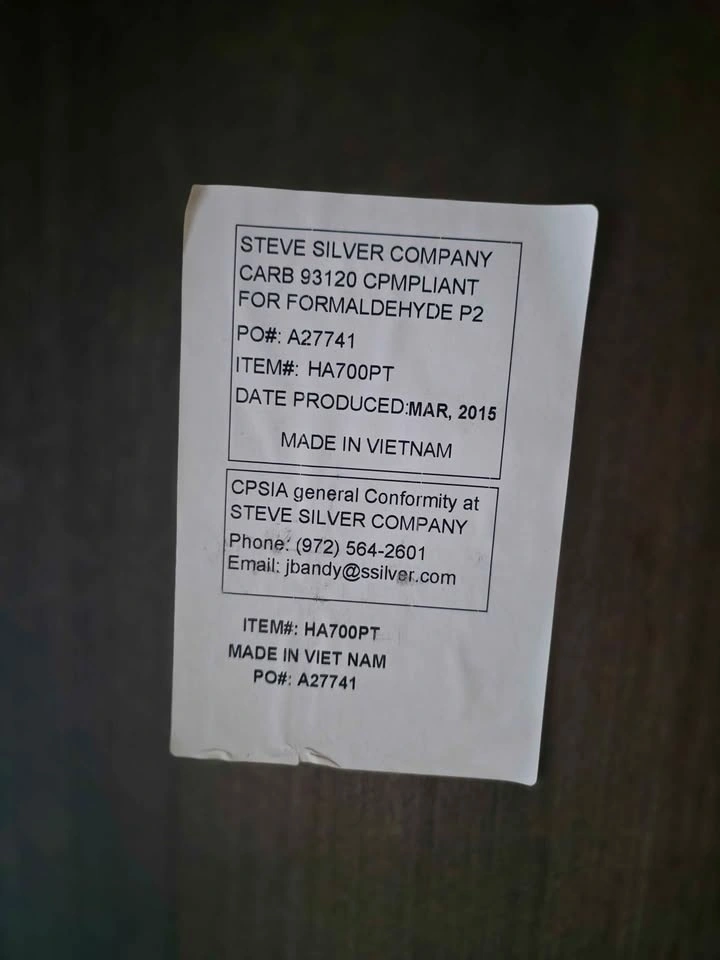 STEVE SILVER COMPANY
CARB 93120 CPMPLIANT
FOR FORMALDEHYDE P2
PO#: A27741
ITEM#: HA700PT
DATE PRODUCED:MAR, 2015
MADE IN VIETNAM
CPSIA general Conformity at
STEVE SILVER COMPANY
Phone: (972) 564-2601
Email: jbandy@ssilver.com
ITEM#: HA700PT
MADE IN VIET NAM
PO#: A27741